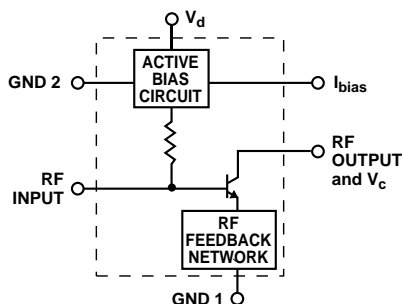 V_d
ACTIVE
BIAS
CIRCUIT
GND 2
I_bias
RF
OUTPUT
and V_c
RF
INPUT
RF
FEEDBACK
NETWORK
GND 1